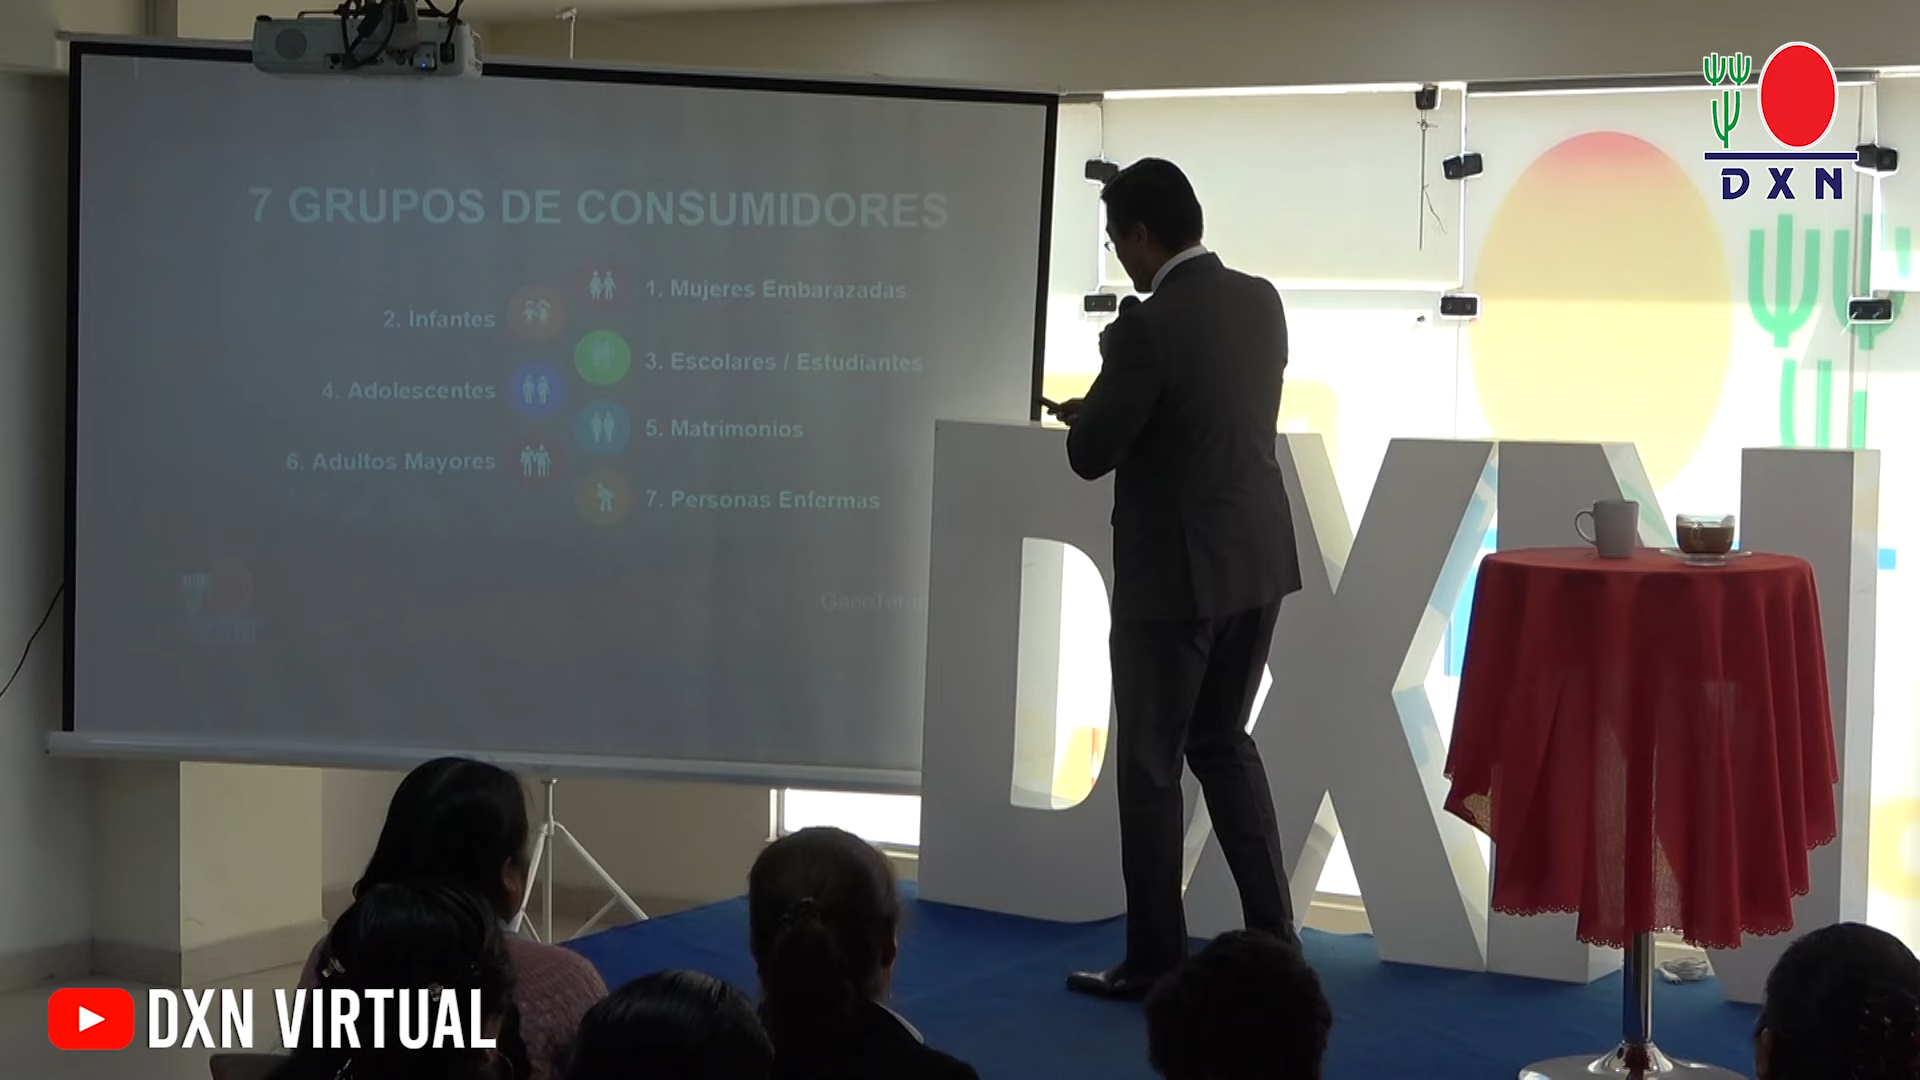 7 GRUPOS DE CONSUMIDORES
1. Mujeres Embarazadas
2. Infantes
3. Escolares / Estudiantes
4. Adolescentes
5. Matrimonios
6. Adultos Mayores
7. Personas Enfermas
DXN
DXN
DXN VIRTUAL